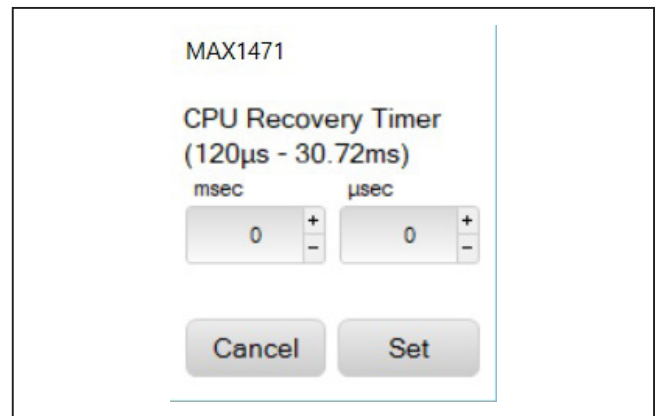 MAX1471
CPU Recovery Timer
(120µs - 30.72ms)
msec µsec
0 + - 0 + -
Cancel Set